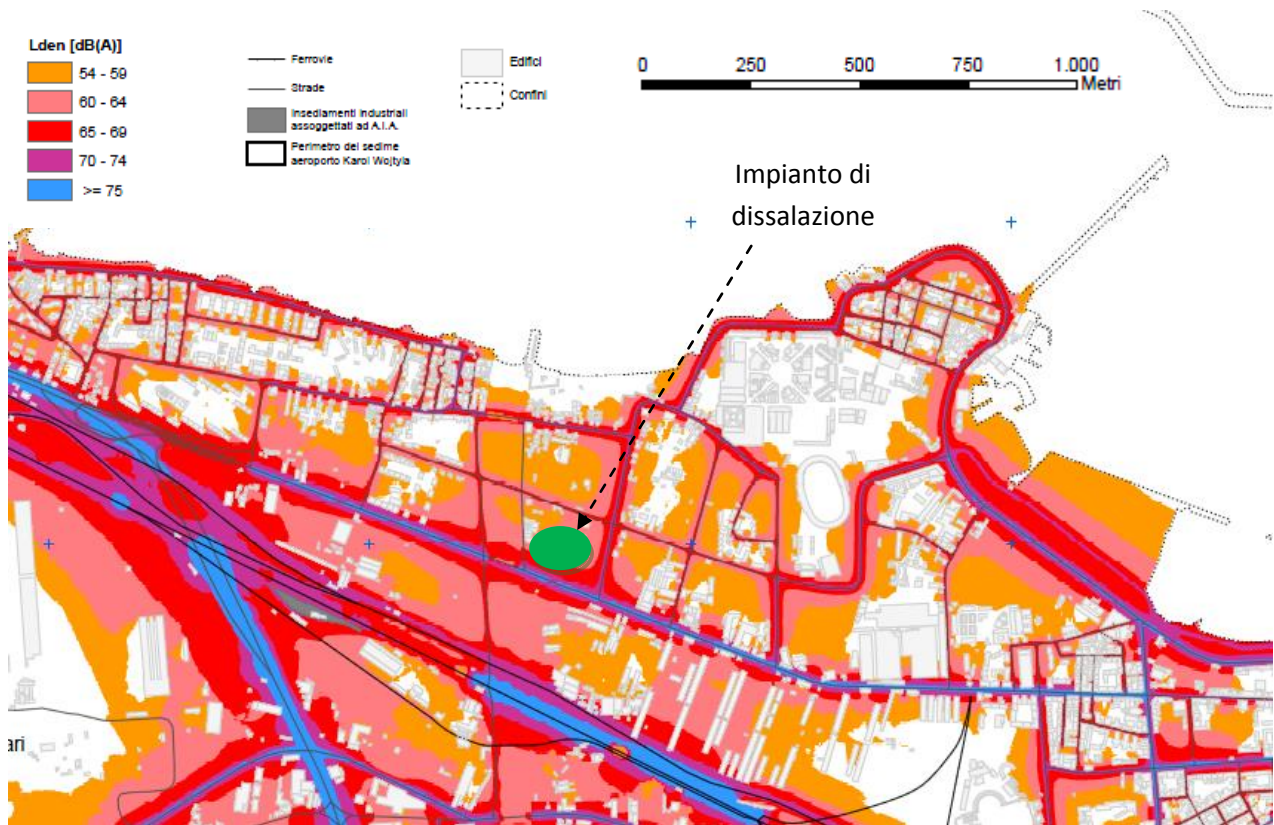 Lden [dB(A)]
54 - 59
60 - 64
65 - 69
70 - 74
>= 75
Ferrovie
Strade
Insediamenti industriali
assoggettati ad A.I.A.
Perimetro del sedime
aeroporto Karol Wojtyla
Edifici
Confini
0 250 500 750 1.000
Metri
Impianto di
dissalazione
ari